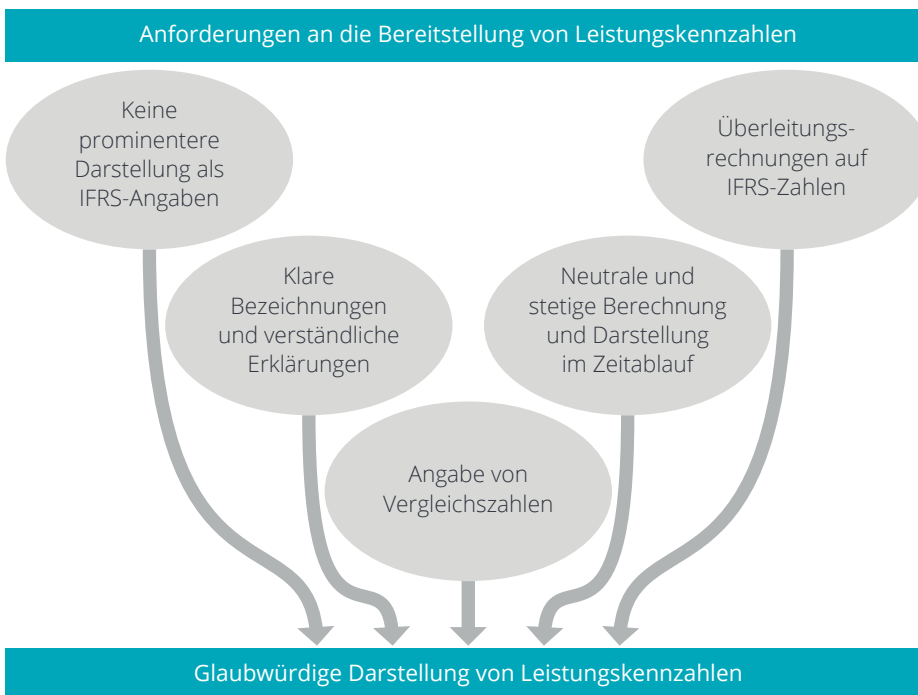 Anforderungen an die Bereitstellung von Leistungskennzahlen
Keine
prominentere
Darstellung als
IFRS-Angaben
Überleitungs-
rechnungen auf
IFRS-Zahlen
Klare
Bezeichnungen
und verständliche
Erklärungen
Neutrale und
stetige Berechnung
und Darstellung
im Zeitablauf
Angabe von
Vergleichszahlen
Glaubwürdige Darstellung von Leistungskennzahlen